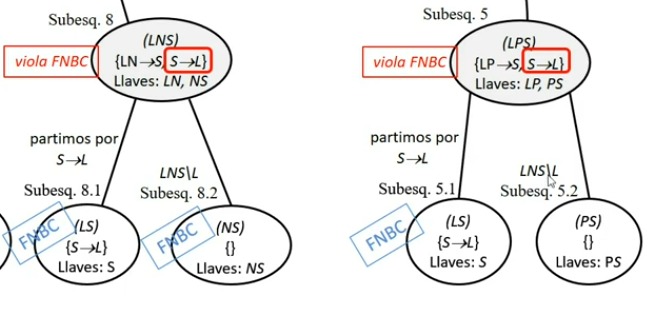 Subesq. 8
(LNS)
{LN→S, S→L}
Llaves: LN, NS
viola FNBC
partimos por
S→L
Subesq. 8.1
LNS\L
Subesq. 8.2
FNBC
(LS)
{S→L}
Llaves: S
FNBC
(NS)
{}
Llaves: NS
Subesq. 5
(LPS)
{LP→S, S→L}
Llaves: LP, PS
viola FNBC
partimos por
S→L
Subesq. 5.1
LNS\L
Subesq. 5.2
FNBC
(LS)
{S→L}
Llaves: S
(PS)
{}
Llaves: PS